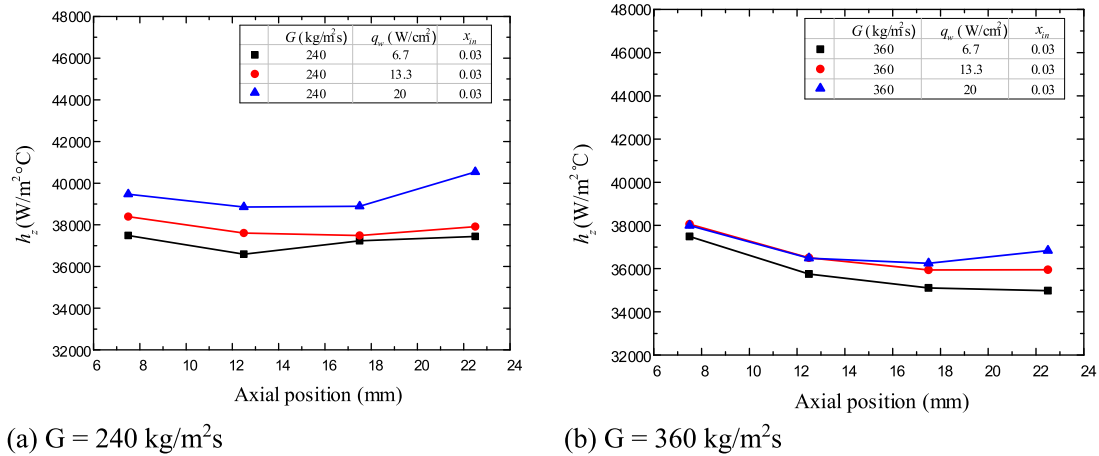 G (kg/m²s) q_w (W/cm²) x_in
240 6.7 0.03
240 13.3 0.03
240 20 0.03
48000
46000
44000
42000
40000
38000
36000
34000
32000
h_z (W/m²°C)
6 8 10 12 14 16 18 20 22 24
Axial position (mm)
(a) G = 240 kg/m²s
G (kg/m²s) q_w (W/cm²) x_in
360 6.7 0.03
360 13.3 0.03
360 20 0.03
48000
46000
44000
42000
40000
38000
36000
34000
32000
h_z (W/m²°C)
6 8 10 12 14 16 18 20 22 24
Axial position (mm)
(b) G = 360 kg/m²s